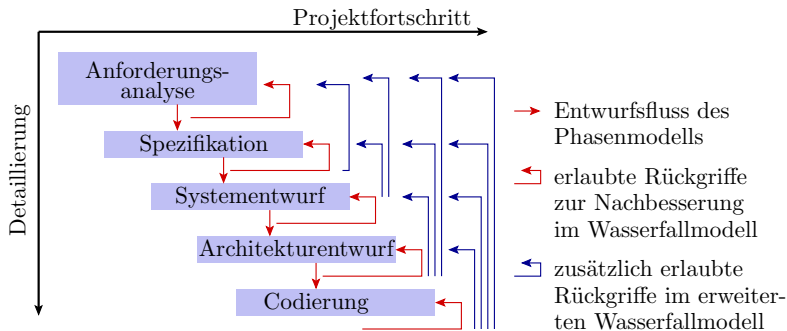 Projektfortschritt
Detaillierung
Anforderungs-
analyse
Spezifikation
Systementwurf
Architekturentwurf
Codierung
Entwurfsfluss des
Phasenmodells
erlaubte Rückgriffe
zur Nachbesserung
im Wasserfallmodell
zusätzlich erlaubte
Rückgriffe im erweiter-
ten Wasserfallmodell